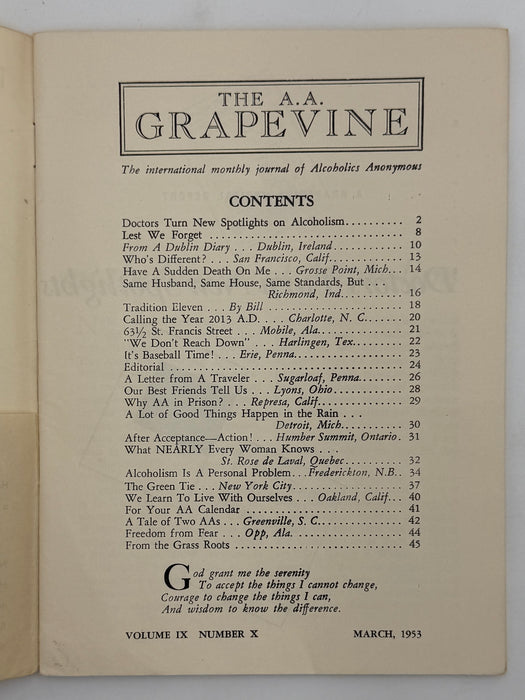 THE A.A.
GRAPEVINE
The international monthly journal of Alcoholics Anonymous
CONTENTS
Doctors Turn New Spotlights on Alcoholism.......... 2
Lest We Forget .................................. 8
From A Dublin Diary . . . Dublin, Ireland............ 10
Who's Different? . . . San Francisco, Calif............. 13
Have A Sudden Death On Me . . . Grosse Point, Mich... 14
Same Husband, Same House, Same Standards, But . . .
Richmond, Ind........... 16
Tradition Eleven . . . By Bill ...................... 18
Calling the Year 2013 A.D. . . . Charlotte, N. C....... 20
63½ St. Francis Street . . . Mobile, Ala............... 21
"We Don't Reach Down" . . . Harlingen, Tex.......... 22
It's Baseball Time! . . . Erie, Penna.................. 23
Editorial ........................................ 24
A Letter from A Traveler . . . Sugarloaf, Penna........ 26
Our Best Friends Tell Us . . . Lyons, Ohio............ 28
Why AA in Prison? . . . Represa, Calif............... 29
A Lot of Good Things Happen in the Rain . . .
Detroit, Mich........... 30
After Acceptance—Action! . . . Humber Summit, Ontario. 31
What NEARLY Every Woman Knows . . .
St. Rose de Laval, Quebec........... 32
Alcoholism Is A Personal Problem...Frederickton, N.B.. 34
The Green Tie . . . New York City................... 37
We Learn To Live With Ourselves . . . Oakland, Calif... 40
For Your AA Calendar ............................ 41
A Tale of Two AAs . . . Greenville, S. C.............. 42
Freedom from Fear . . . Opp, Ala.................... 44
From the Grass Roots ............................. 45
God grant me the serenity
To accept the things I cannot change,
Courage to change the things I can,
And wisdom to know the difference.
VOLUME IX NUMBER X MARCH, 1953